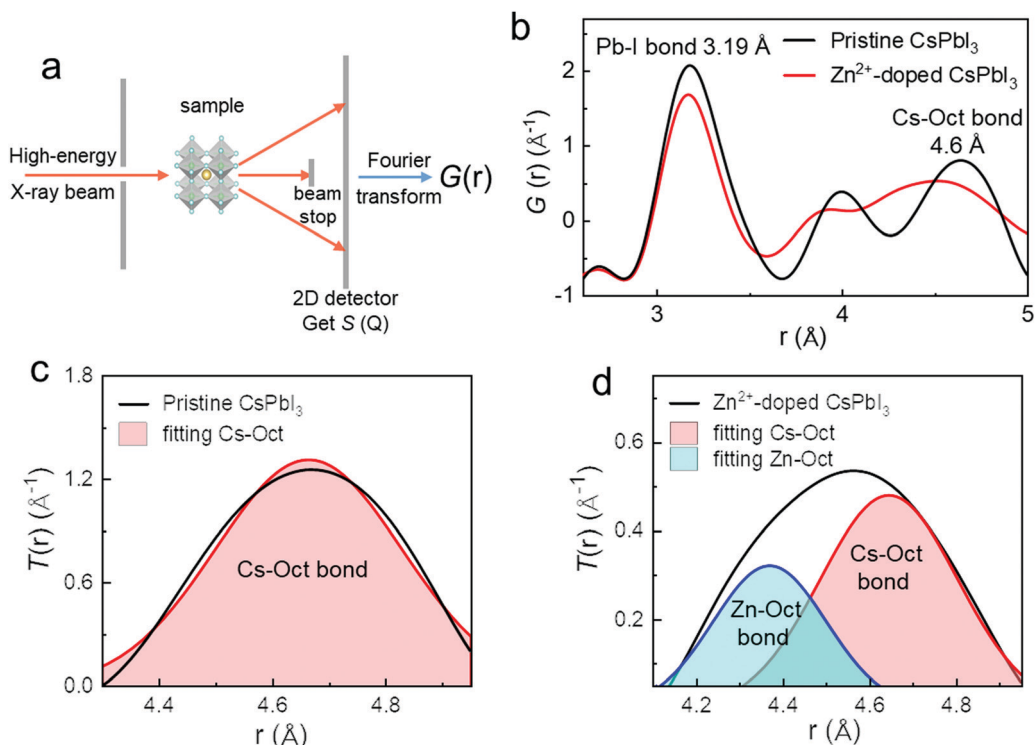 a
sample
High-energy
X-ray beam
beam
stop
Fourier
transform
G(r)
2D detector
Get S (Q)
b
Pb-I bond 3.19 Å
Pristine CsPbI₃
Zn²⁺-doped CsPbI₃
Cs-Oct bond
4.6 Å
G (r) (Å⁻¹)
2
1
0
-1
3
4
5
r (Å)
c
Pristine CsPbI₃
fitting Cs-Oct
Cs-Oct bond
T(r) (Å⁻¹)
1.8
1.2
0.6
0.0
4.4
4.6
4.8
r (Å)
d
Zn²⁺-doped CsPbI₃
fitting Cs-Oct
fitting Zn-Oct
Cs-Oct
bond
Zn-Oct
bond
T(r) (Å⁻¹)
0.6
0.4
0.2
4.2
4.4
4.6
4.8
r (Å)